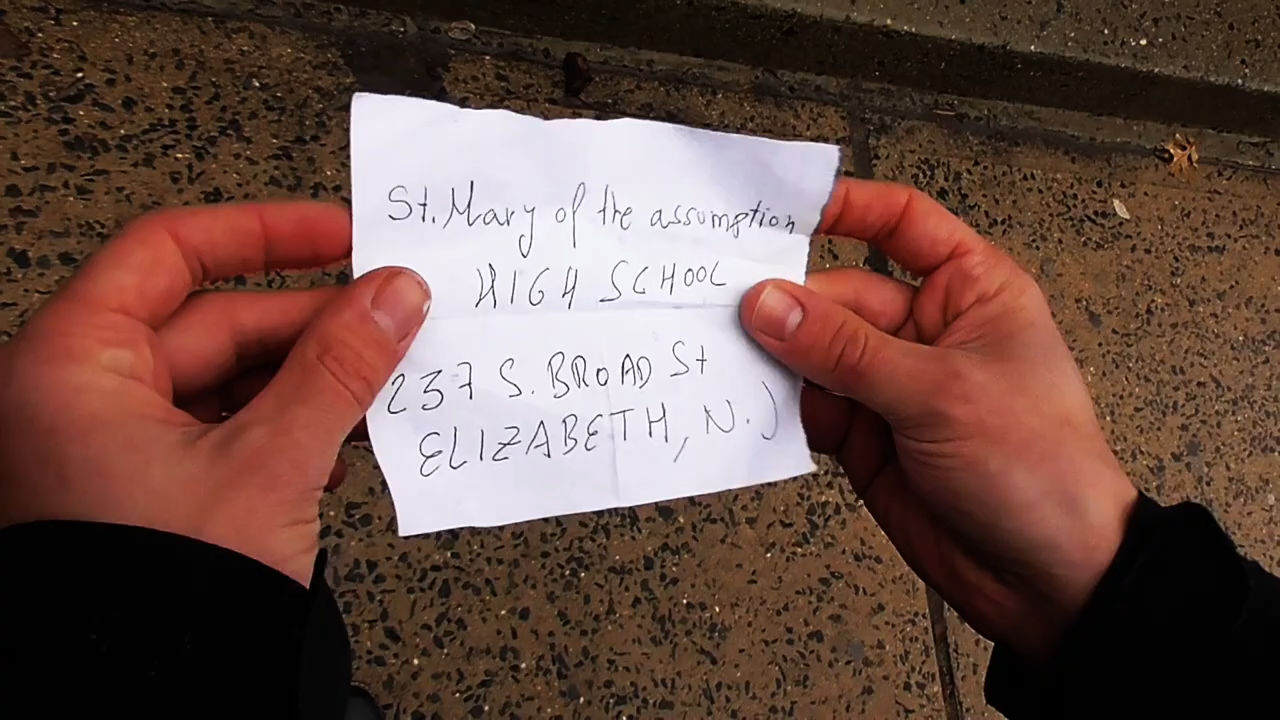 St. Mary of the assumption
HIGH SCHOOL
237 S. BROAD St
ELIZABETH, N.J